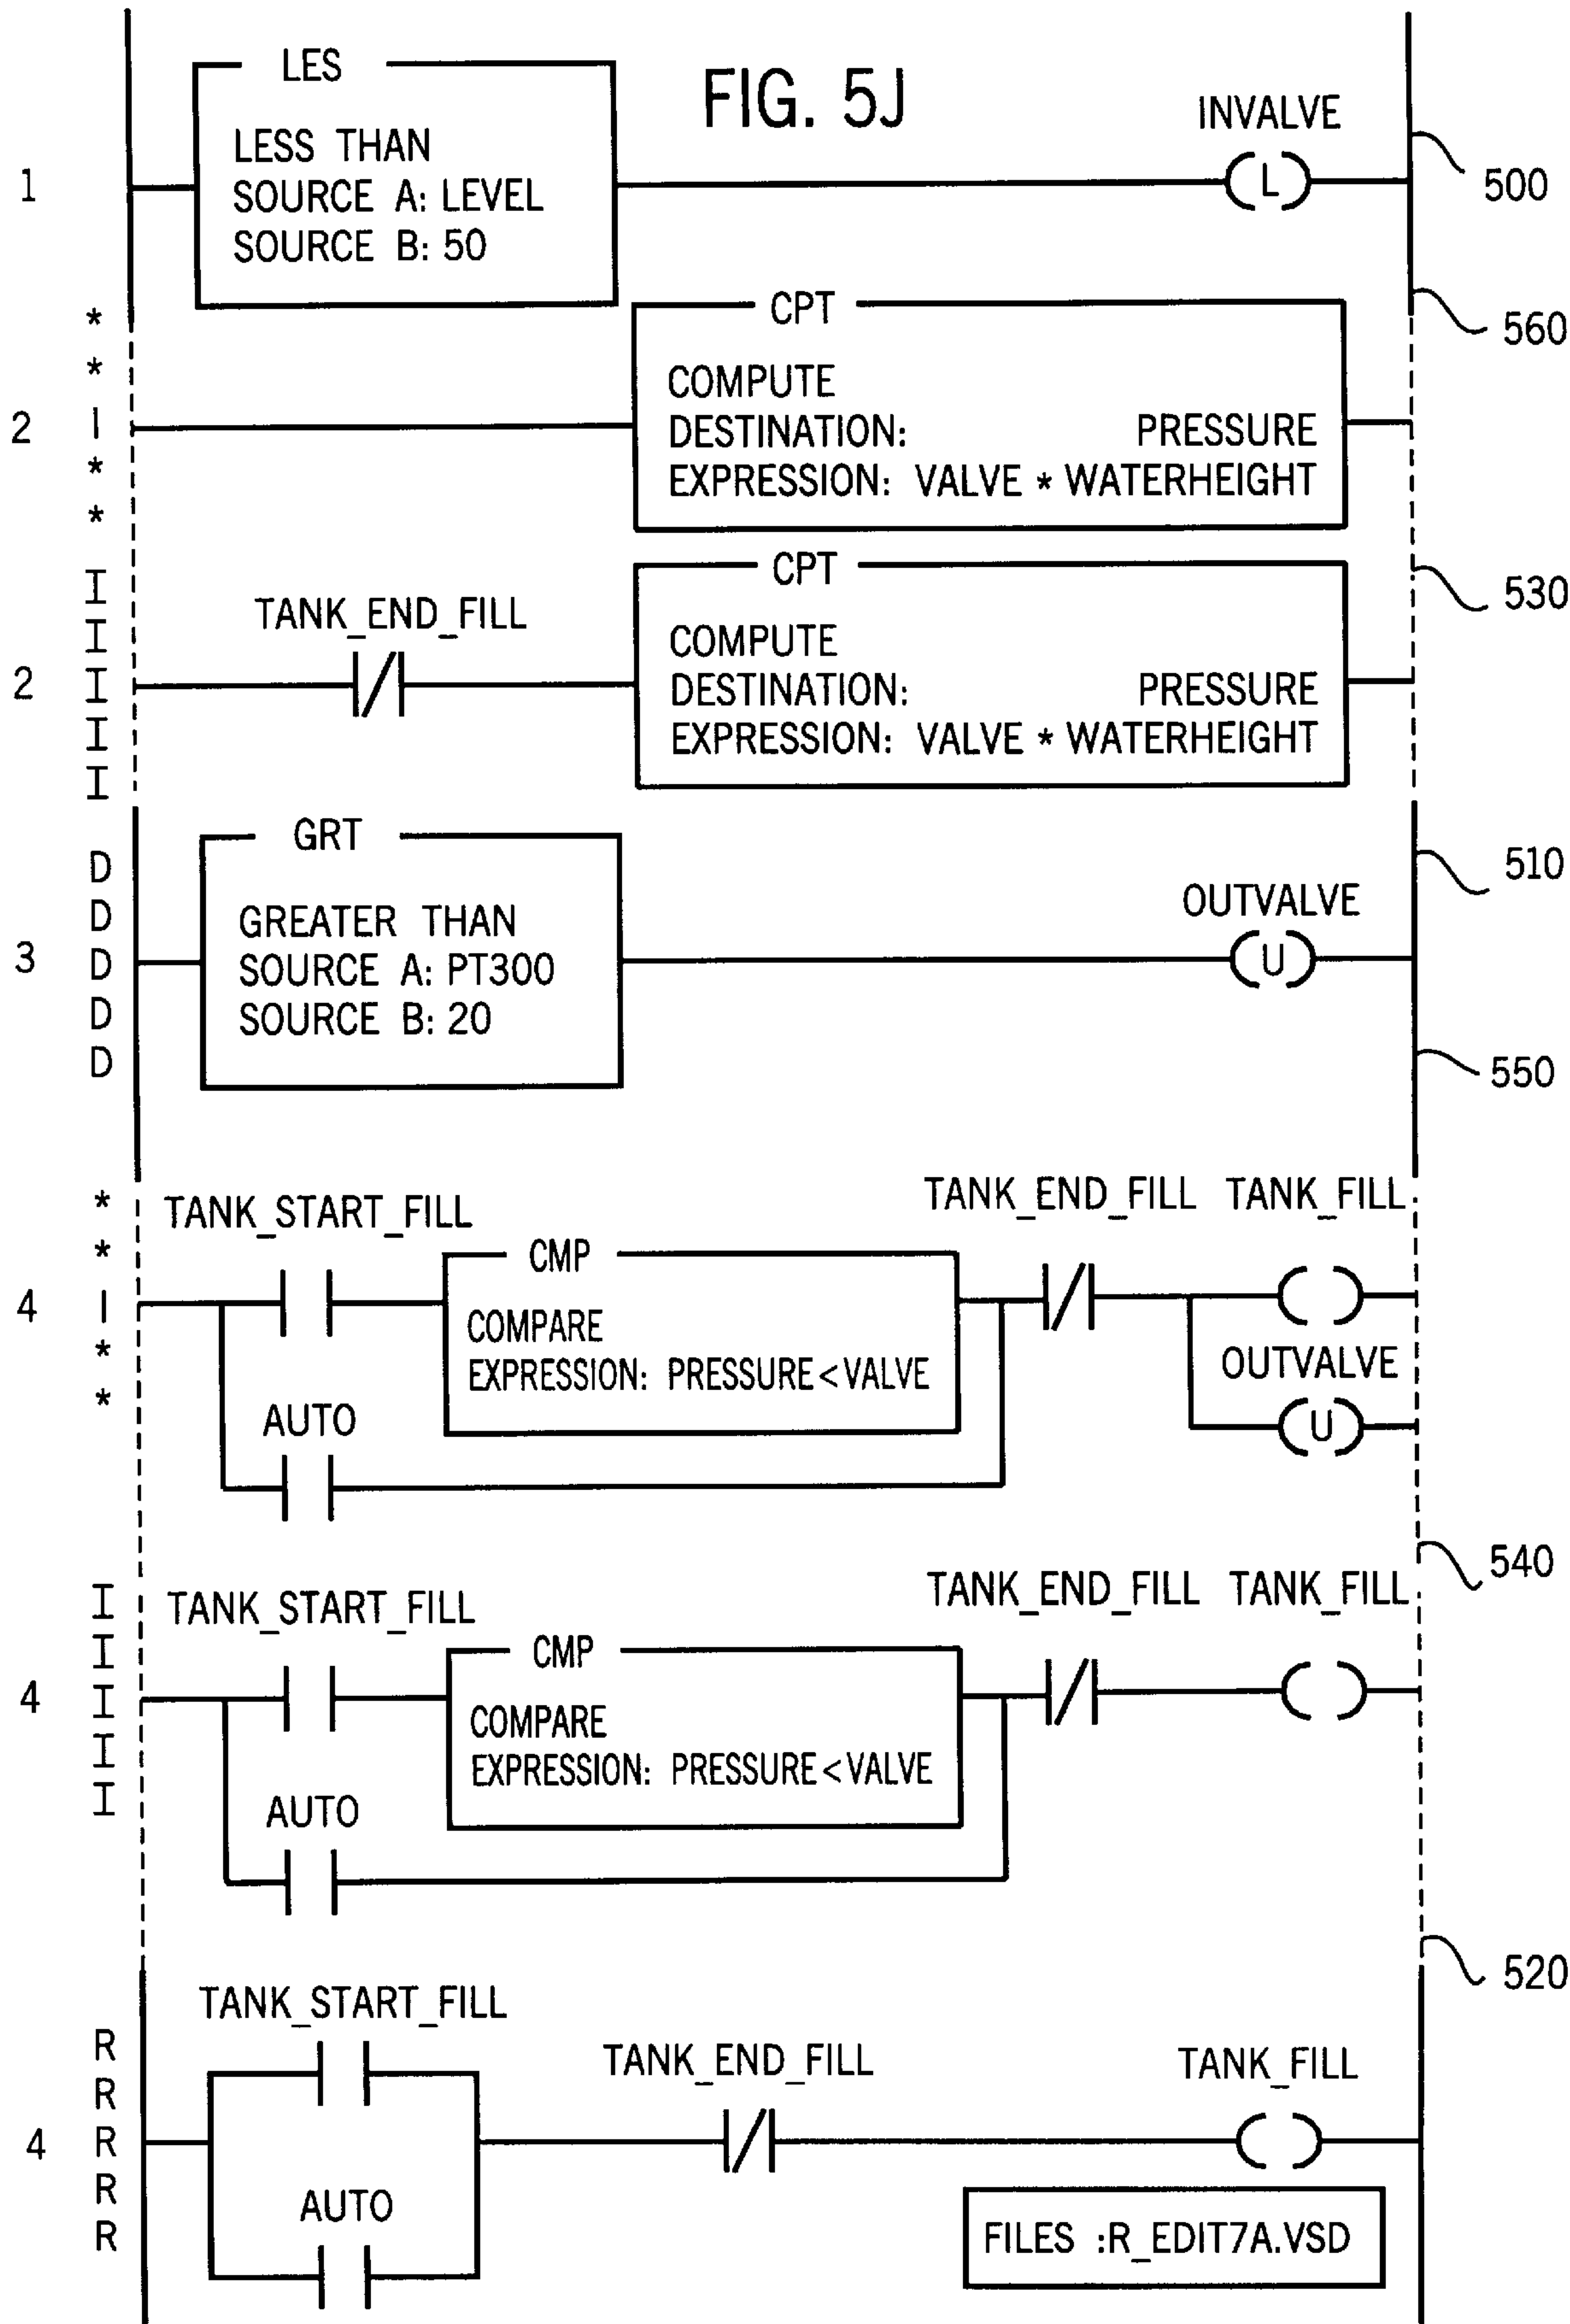 FIG. 5J
LES
LESS THAN
SOURCE A: LEVEL
SOURCE B: 50
INVALVE
L
1
500
560
*
*
2 I
*
*
CPT
COMPUTE
DESTINATION: PRESSURE
EXPRESSION: VALVE * WATERHEIGHT
530
I
I
2 I
I
I
TANK_END_FILL
CPT
COMPUTE
DESTINATION: PRESSURE
EXPRESSION: VALVE * WATERHEIGHT
D
D
3 D
D
D
GRT
GREATER THAN
SOURCE A: PT300
SOURCE B: 20
OUTVALVE
U
510
550
*
*
4 I
*
*
TANK_START_FILL
CMP
COMPARE
EXPRESSION: PRESSURE<VALVE
AUTO
TANK_END_FILL TANK_FILL
OUTVALVE
U
540
I
I
4 I
I
I
TANK_START_FILL
CMP
COMPARE
EXPRESSION: PRESSURE<VALVE
AUTO
TANK_END_FILL TANK_FILL
520
R
R
4 R
R
R
TANK_START_FILL
AUTO
TANK_END_FILL
TANK_FILL
FILES :R_EDIT7A.VSD